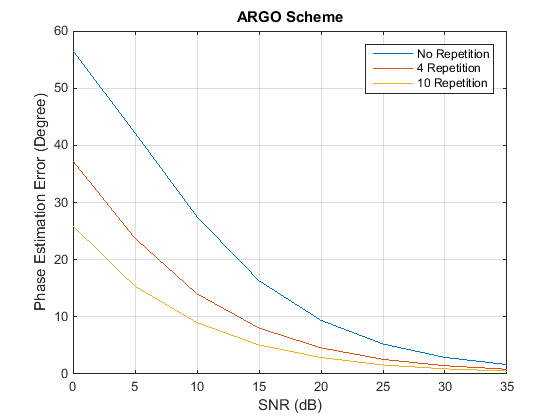 ARGO Scheme
Phase Estimation Error (Degree)
60
50
40
30
20
10
0
No Repetition
4 Repetition
10 Repetition
0 5 10 15 20 25 30 35
SNR (dB)